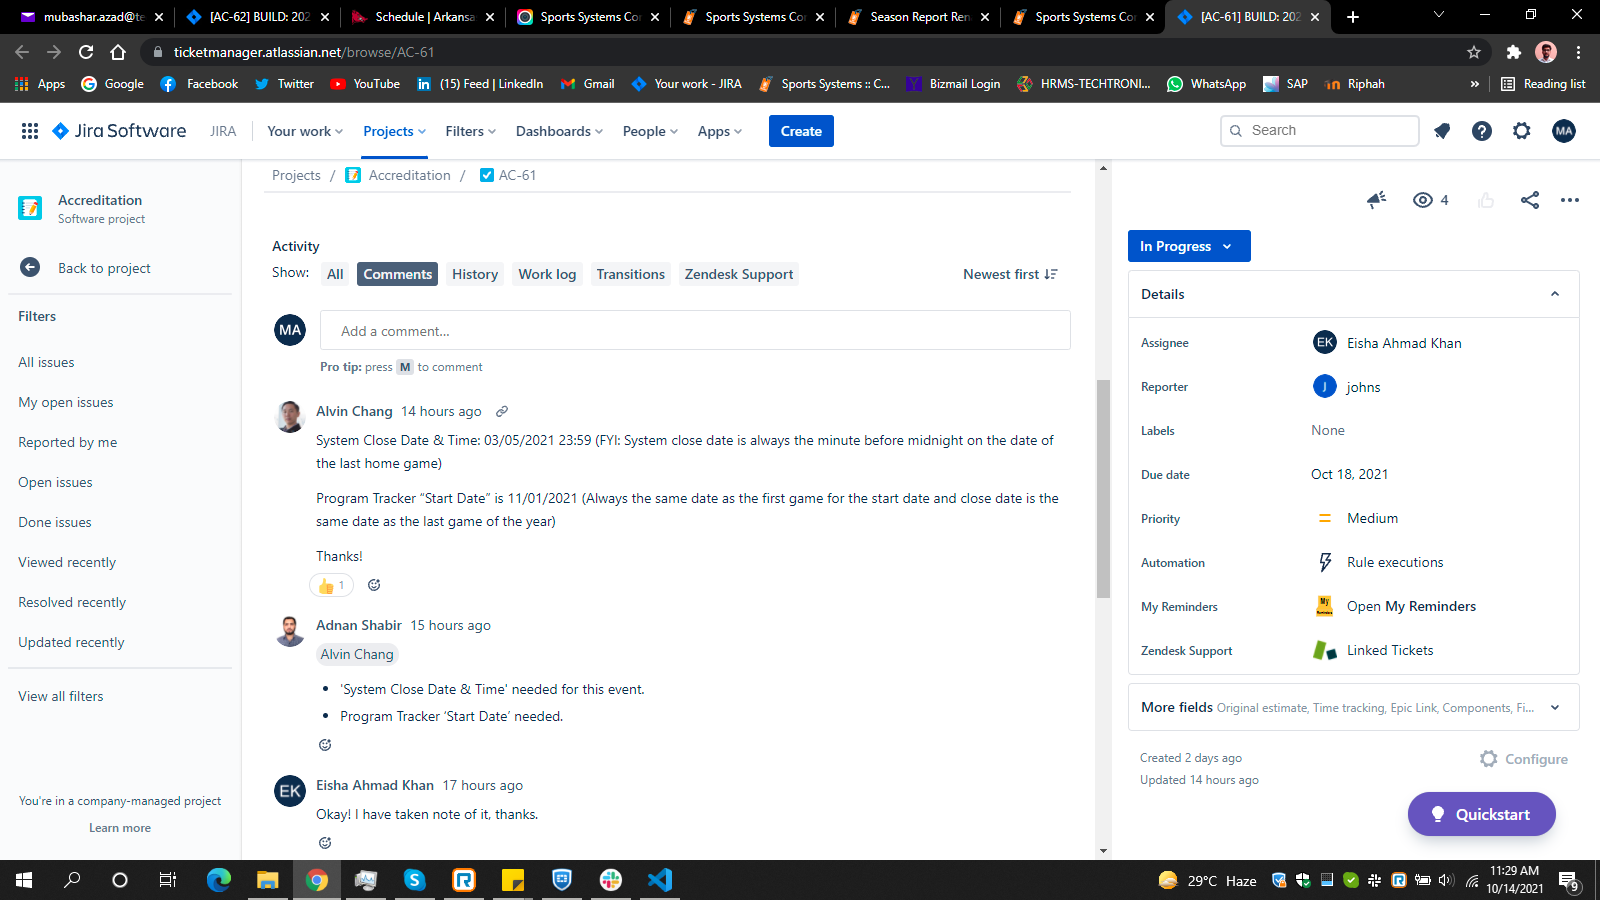 mubashar.azad@te
[AC-62] BUILD: 202
Schedule | Arkansa
Sports Systems Cor
Sports Systems Cor
Season Report Ren
Sports Systems Cor
[AC-61] BUILD: 202
ticketmanager.atlassian.net/browse/AC-61
Apps
Google
Facebook
Twitter
YouTube
(15) Feed | LinkedIn
Gmail
Your work - JIRA
Sports Systems :: C...
Bizmail Login
HRMS-TECHTRONI...
WhatsApp
SAP
Riphah
»
Reading list
Jira Software
JIRA
Your work
Projects
Filters
Dashboards
People
Apps
Create
Search
MA
Accreditation
Software project
Back to project
Filters
All issues
My open issues
Reported by me
Open issues
Done issues
Viewed recently
Resolved recently
Updated recently
View all filters
You're in a company-managed project
Learn more
Projects / Accreditation / AC-61
Activity
Show: All Comments History Work log Transitions Zendesk Support Newest first
MA Add a comment...
Pro tip: press M to comment
Alvin Chang 14 hours ago
System Close Date & Time: 03/05/2021 23:59 (FYI: System close date is always the minute before midnight on the date of
the last home game)
Program Tracker “Start Date” is 11/01/2021 (Always the same date as the first game for the start date and close date is the
same date as the last game of the year)
Thanks!
1
Adnan Shabir 15 hours ago
Alvin Chang
• 'System Close Date & Time' needed for this event.
• Program Tracker ‘Start Date’ needed.
EK Eisha Ahmad Khan 17 hours ago
Okay! I have taken note of it, thanks.
4
In Progress
Details
Assignee EK Eisha Ahmad Khan
Reporter J johns
Labels None
Due date Oct 18, 2021
Priority Medium
Automation Rule executions
My Reminders Open My Reminders
Zendesk Support Linked Tickets
More fields Original estimate, Time tracking, Epic Link, Components, Fi...
Created 2 days ago
Configure
Updated 14 hours ago
Quickstart
29°C Haze
11:29 AM
10/14/2021
9